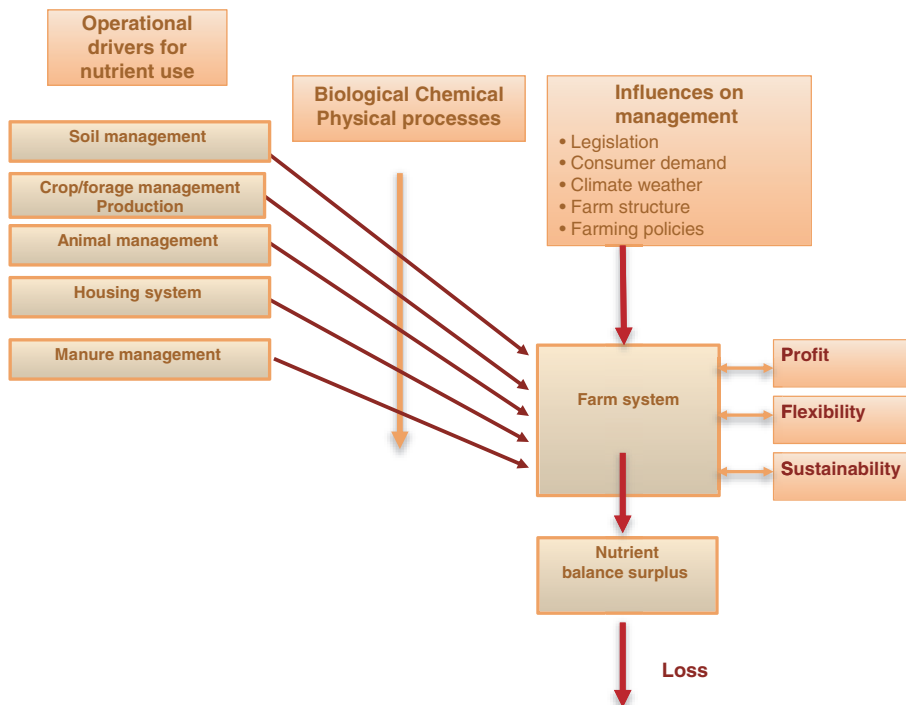 Operational
drivers for
nutrient use
Biological Chemical
Physical processes
Influences on
management
• Legislation
• Consumer demand
• Climate weather
• Farm structure
• Farming policies
Soil management
Crop/forage management
Production
Animal management
Housing system
Manure management
Farm system
Profit
Flexibility
Sustainability
Nutrient
balance surplus
Loss